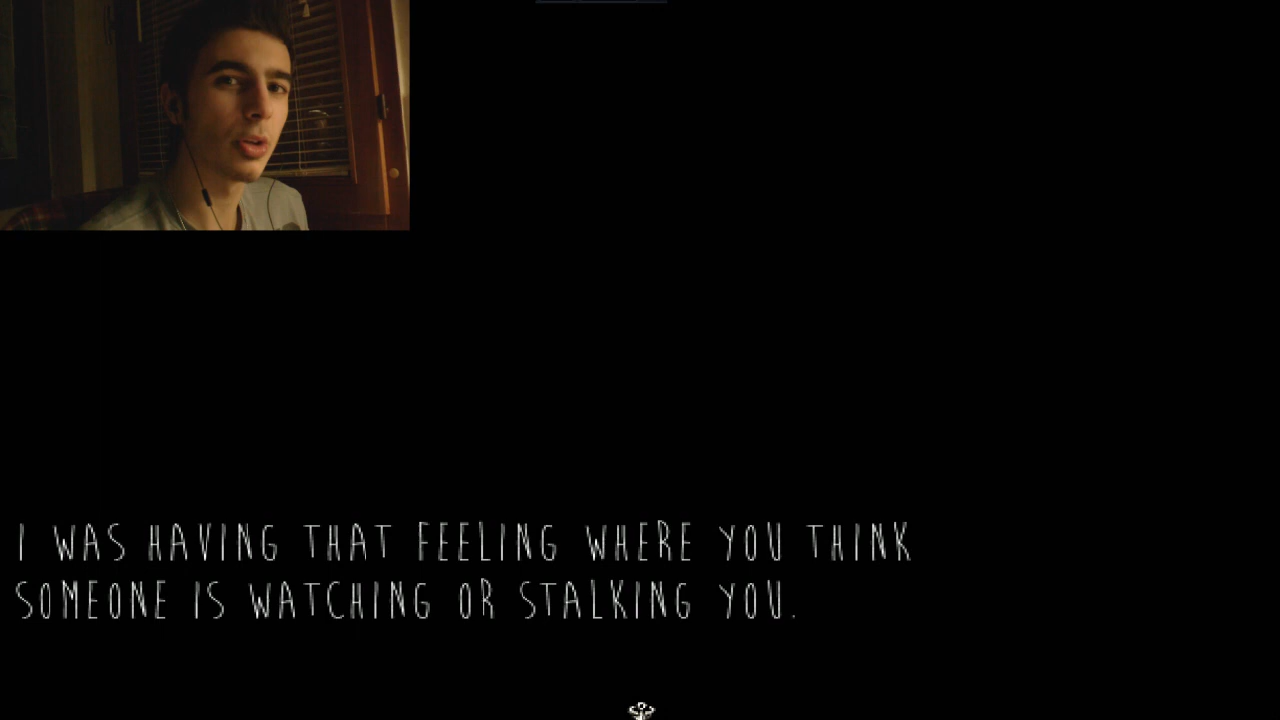 I WAS HAVING THAT FEELING WHERE YOU THINK
SOMEONE IS WATCHING OR STALKING YOU.